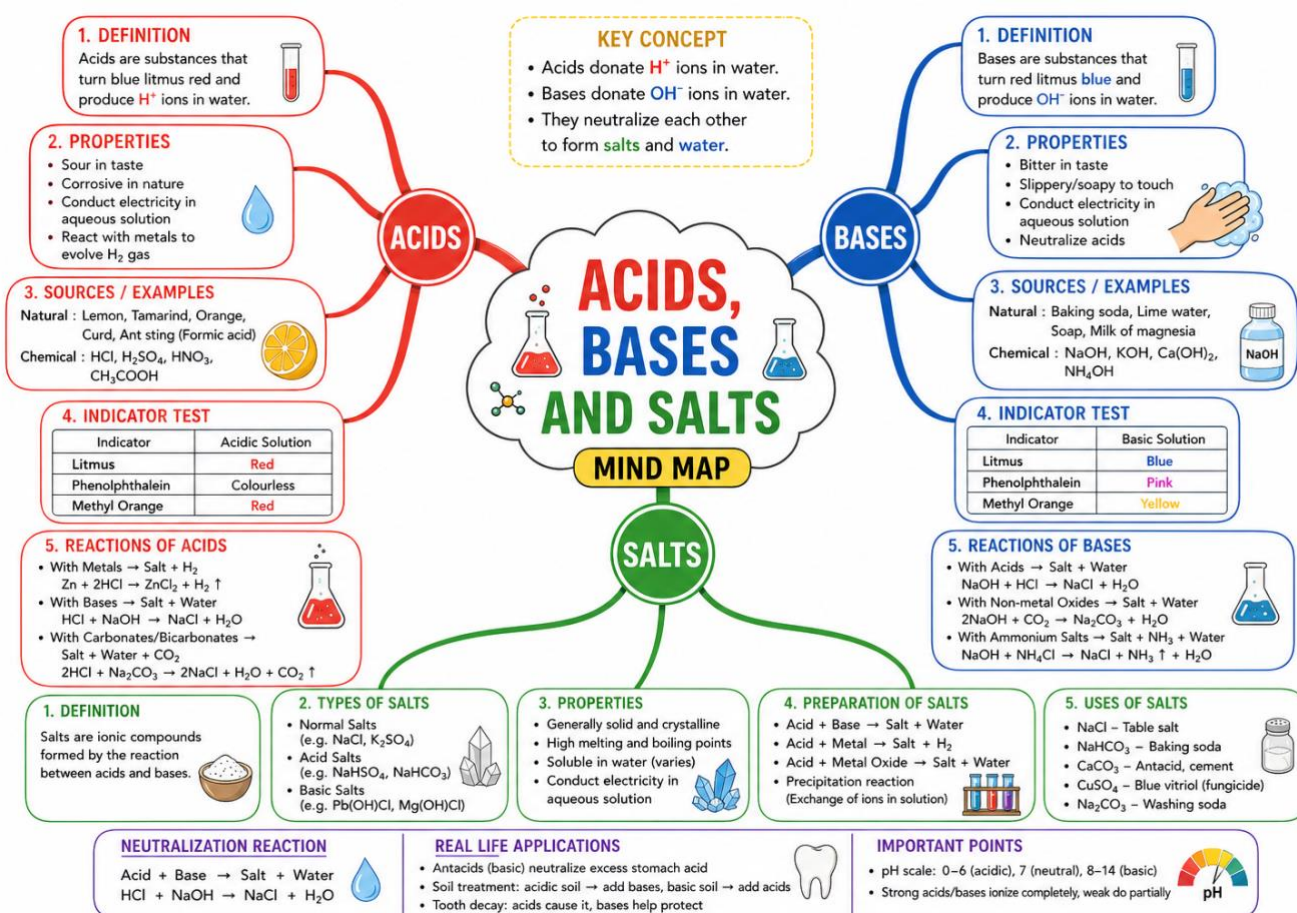 1. DEFINITION
Acids are substances that
turn blue litmus red and
produce H⁺ ions in water.
2. PROPERTIES
• Sour in taste
• Corrosive in nature
• Conduct electricity in
aqueous solution
• React with metals to
evolve H₂ gas
3. SOURCES / EXAMPLES
Natural : Lemon, Tamarind, Orange,
Curd, Ant sting (Formic acid)
Chemical : HCl, H₂SO₄, HNO₃,
CH₃COOH
4. INDICATOR TEST
Indicator Acidic Solution
Litmus Red
Phenolphthalein Colourless
Methyl Orange Red
5. REACTIONS OF ACIDS
• With Metals → Salt + H₂
Zn + 2HCl → ZnCl₂ + H₂ ↑
• With Bases → Salt + Water
HCl + NaOH → NaCl + H₂O
• With Carbonates/Bicarbonates →
Salt + Water + CO₂
2HCl + Na₂CO₃ → 2NaCl + H₂O + CO₂ ↑
ACIDS
KEY CONCEPT
• Acids donate H⁺ ions in water.
• Bases donate OH⁻ ions in water.
• They neutralize each other
to form salts and water.
ACIDS,
BASES
AND SALTS
MIND MAP
BASES
1. DEFINITION
Bases are substances that
turn red litmus blue and
produce OH⁻ ions in water.
2. PROPERTIES
• Bitter in taste
• Slippery/soapy to touch
• Conduct electricity in
aqueous solution
• Neutralize acids
3. SOURCES / EXAMPLES
Natural : Baking soda, Lime water,
Soap, Milk of magnesia
Chemical : NaOH, KOH, Ca(OH)₂,
NH₄OH
NaOH
4. INDICATOR TEST
Indicator Basic Solution
Litmus Blue
Phenolphthalein Pink
Methyl Orange Yellow
5. REACTIONS OF BASES
• With Acids → Salt + Water
NaOH + HCl → NaCl + H₂O
• With Non-metal Oxides → Salt + Water
2NaOH + CO₂ → Na₂CO₃ + H₂O
• With Ammonium Salts → Salt + NH₃ + Water
NaOH + NH₄Cl → NaCl + NH₃ ↑ + H₂O
SALTS
1. DEFINITION
Salts are ionic compounds
formed by the reaction
between acids and bases.
2. TYPES OF SALTS
• Normal Salts
(e.g. NaCl, K₂SO₄)
• Acid Salts
(e.g. NaHSO₄, NaHCO₃)
• Basic Salts
(e.g. Pb(OH)Cl, Mg(OH)Cl)
3. PROPERTIES
• Generally solid and crystalline
• High melting and boiling points
• Soluble in water (varies)
• Conduct electricity in
aqueous solution
4. PREPARATION OF SALTS
• Acid + Base → Salt + Water
• Acid + Metal → Salt + H₂
• Acid + Metal Oxide → Salt + Water
• Precipitation reaction
(Exchange of ions in solution)
5. USES OF SALTS
• NaCl – Table salt
• NaHCO₃ – Baking soda
• CaCO₃ – Antacid, cement
• CuSO₄ – Blue vitriol (fungicide)
• Na₂CO₃ – Washing soda
NEUTRALIZATION REACTION
Acid + Base → Salt + Water
HCl + NaOH → NaCl + H₂O
REAL LIFE APPLICATIONS
• Antacids (basic) neutralize excess stomach acid
• Soil treatment: acidic soil → add bases, basic soil → add acids
• Tooth decay: acids cause it, bases help protect
IMPORTANT POINTS
• pH scale: 0–6 (acidic), 7 (neutral), 8–14 (basic)
• Strong acids/bases ionize completely, weak do partially
pH